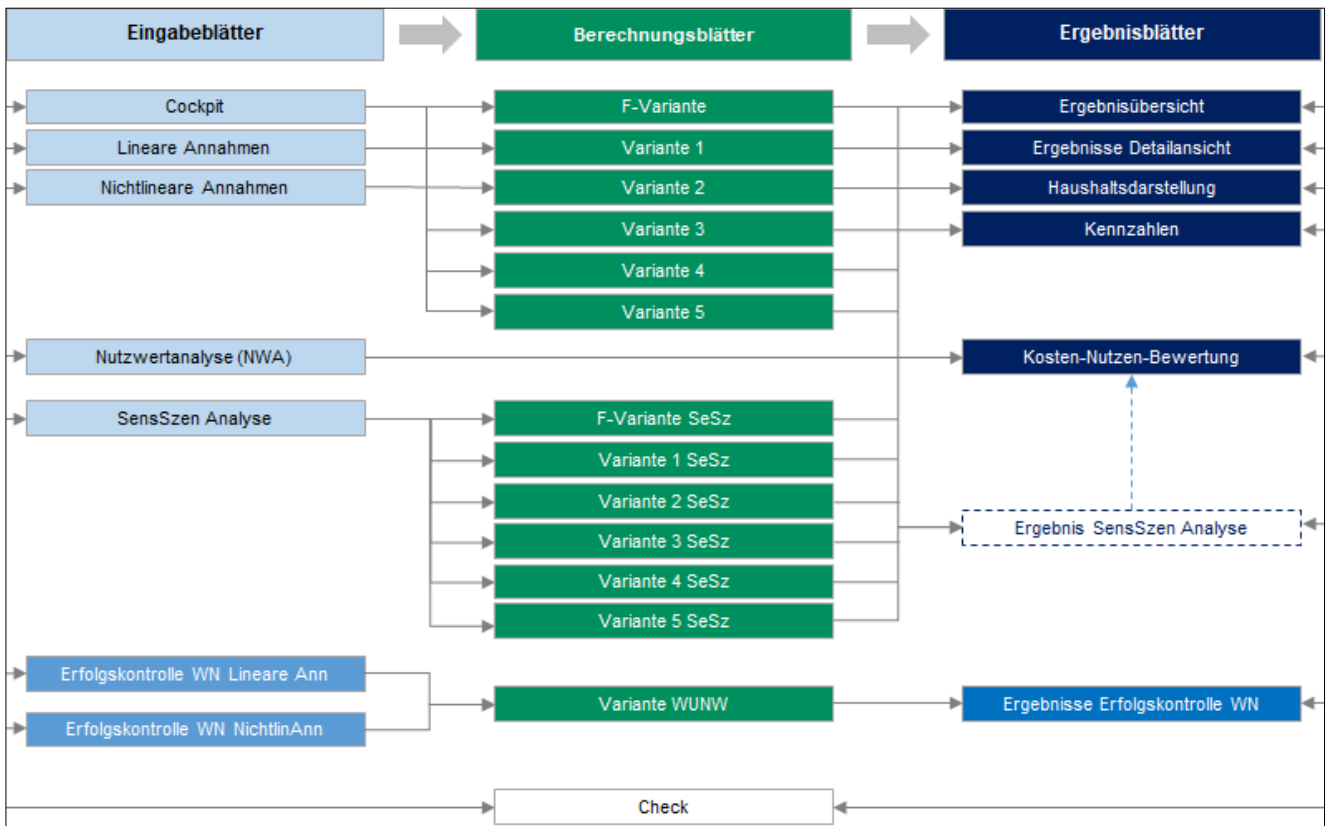 Eingabeblätter
Berechnungsblätter
Ergebnisblätter
Cockpit
F-Variante
Ergebnisübersicht
Lineare Annahmen
Variante 1
Ergebnisse Detailansicht
Nichtlineare Annahmen
Variante 2
Haushaltsdarstellung
Variante 3
Kennzahlen
Variante 4
Variante 5
Nutzwertanalyse (NWA)
Kosten-Nutzen-Bewertung
SensSzen Analyse
F-Variante SeSz
Variante 1 SeSz
Variante 2 SeSz
Ergebnis SensSzen Analyse
Variante 3 SeSz
Variante 4 SeSz
Variante 5 SeSz
Erfolgskontrolle WN Lineare Ann
Variante WUNW
Ergebnisse Erfolgskontrolle WN
Erfolgskontrolle WN NichtlinAnn
Check